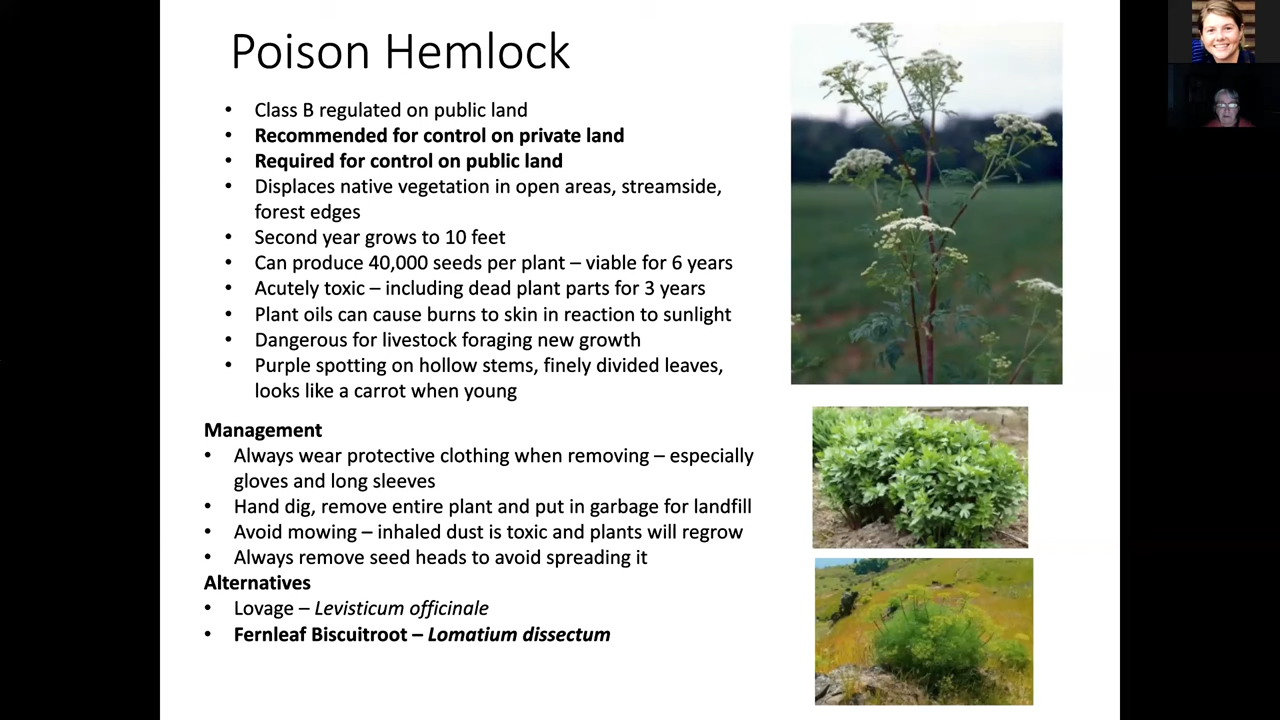 Poison Hemlock
• Class B regulated on public land
• Recommended for control on private land
• Required for control on public land
• Displaces native vegetation in open areas, streamside,
forest edges
• Second year grows to 10 feet
• Can produce 40,000 seeds per plant – viable for 6 years
• Acutely toxic – including dead plant parts for 3 years
• Plant oils can cause burns to skin in reaction to sunlight
• Dangerous for livestock foraging new growth
• Purple spotting on hollow stems, finely divided leaves,
looks like a carrot when young
Management
• Always wear protective clothing when removing – especially
gloves and long sleeves
• Hand dig, remove entire plant and put in garbage for landfill
• Avoid mowing – inhaled dust is toxic and plants will regrow
• Always remove seed heads to avoid spreading it
Alternatives
• Lovage – Levisticum officinale
• Fernleaf Biscuitroot – Lomatium dissectum